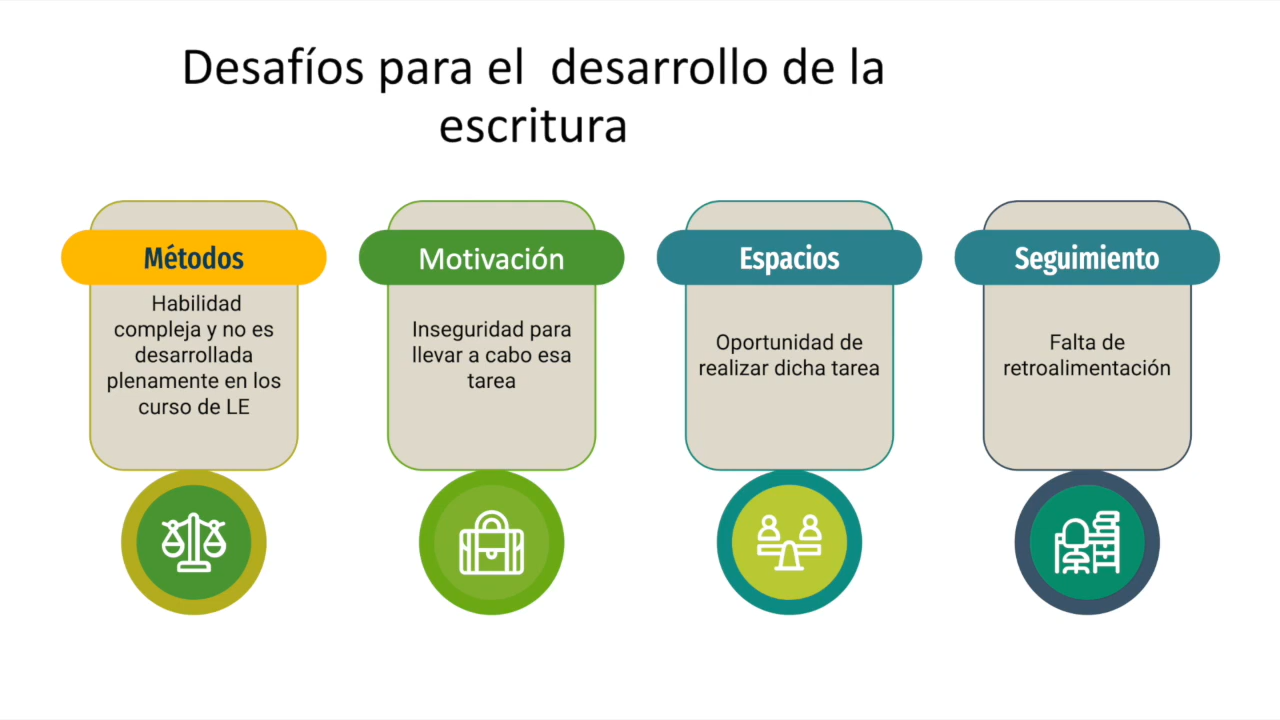 Desafíos para el  desarrollo de la
escritura
Métodos
Habilidad
compleja y no es
desarrollada
plenamente en los
curso de LE
Motivación
Inseguridad para
llevar a cabo esa
tarea
Espacios
Oportunidad de
realizar dicha tarea
Seguimiento
Falta de
retroalimentación